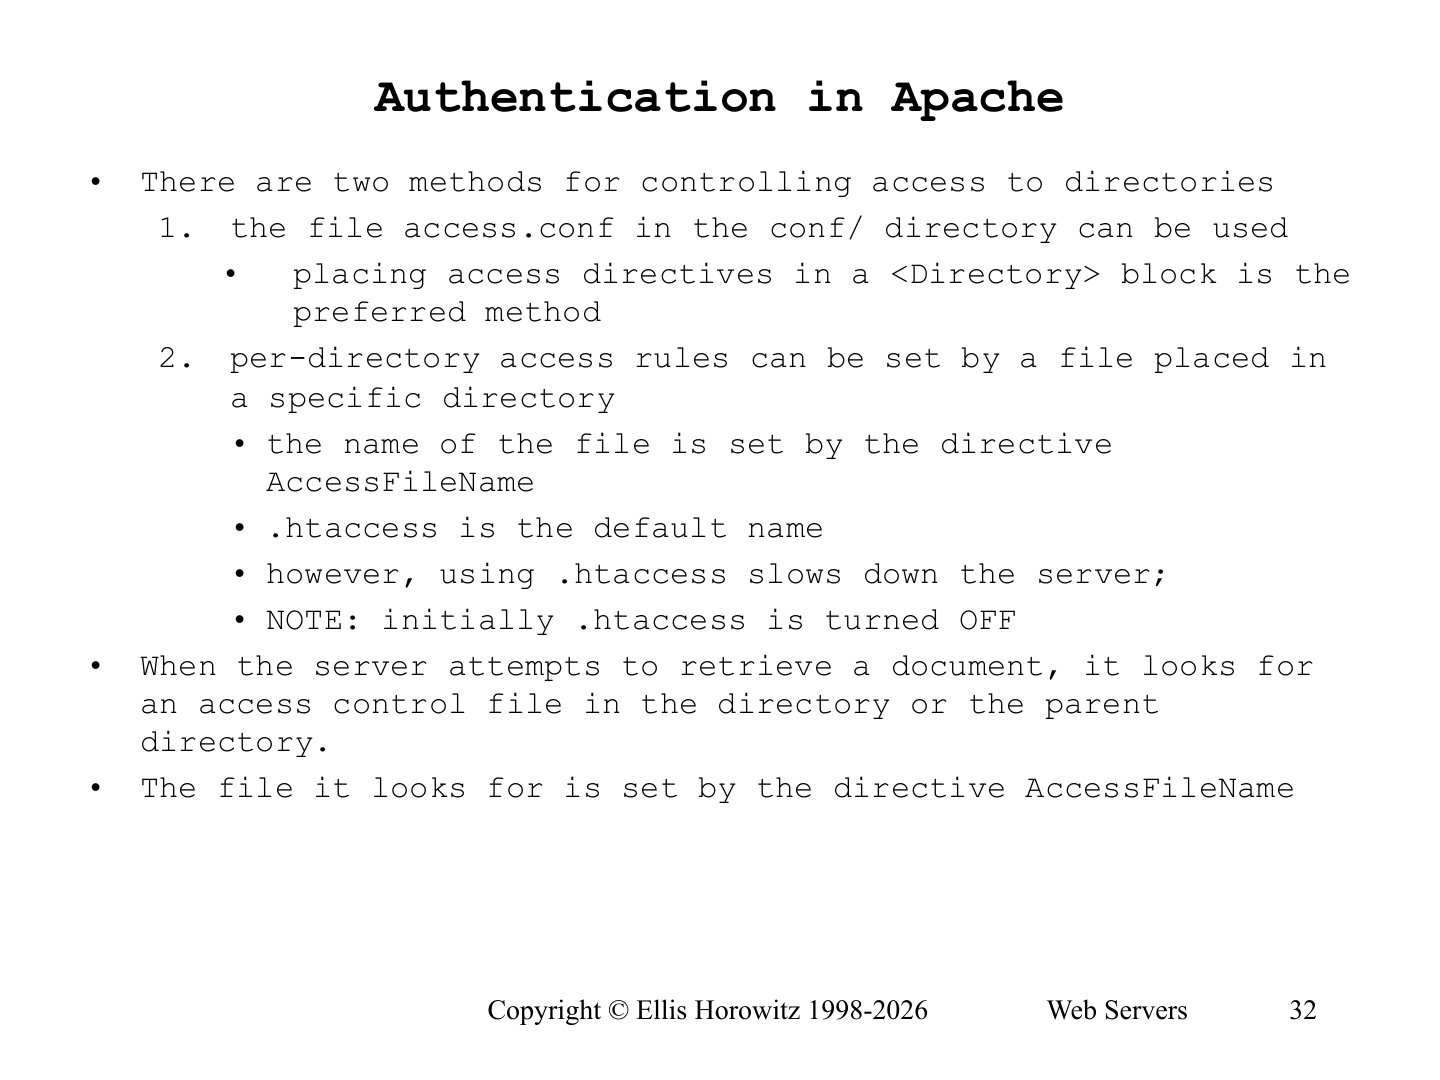 Authentication in Apache
• There are two methods for controlling access to directories
1. the file access.conf in the conf/ directory can be used
• placing access directives in a <Directory> block is the
preferred method
2. per-directory access rules can be set by a file placed in
a specific directory
• the name of the file is set by the directive
AccessFileName
• .htaccess is the default name
• however, using .htaccess slows down the server;
• NOTE: initially .htaccess is turned OFF
• When the server attempts to retrieve a document, it looks for
an access control file in the directory or the parent
directory.
• The file it looks for is set by the directive AccessFileName
Copyright © Ellis Horowitz 1998-2026 Web Servers 32